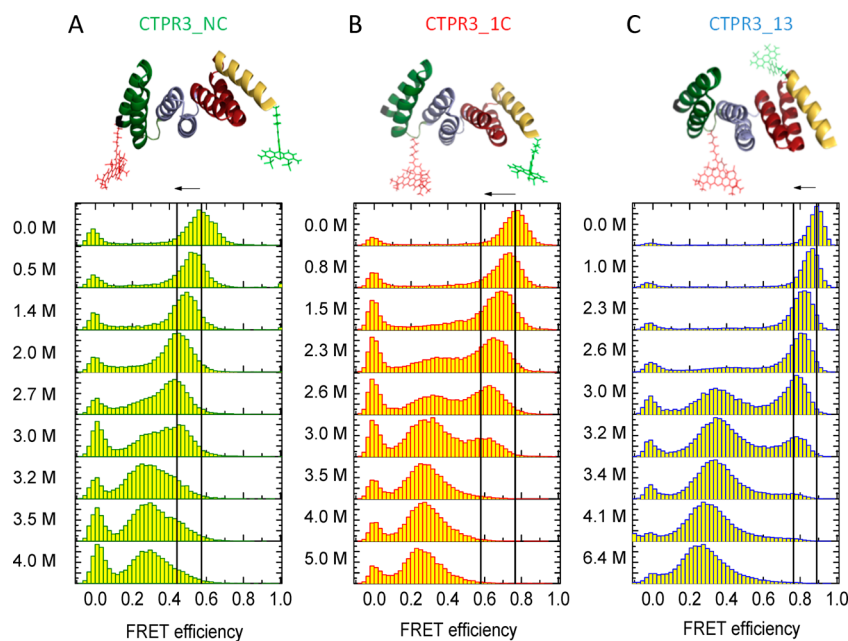 A CTPR3_NC
B CTPR3_1C
C CTPR3_13
0.0 M
0.5 M
1.4 M
2.0 M
2.7 M
3.0 M
3.2 M
3.5 M
4.0 M
0.0 0.2 0.4 0.6 0.8 1.0
FRET efficiency
0.0 M
0.8 M
1.5 M
2.3 M
2.6 M
3.0 M
3.5 M
4.0 M
5.0 M
0.0 0.2 0.4 0.6 0.8 1.0
FRET efficiency
0.0 M
1.0 M
2.3 M
2.6 M
3.0 M
3.2 M
3.4 M
4.1 M
6.4 M
0.0 0.2 0.4 0.6 0.8 1.0
FRET efficiency